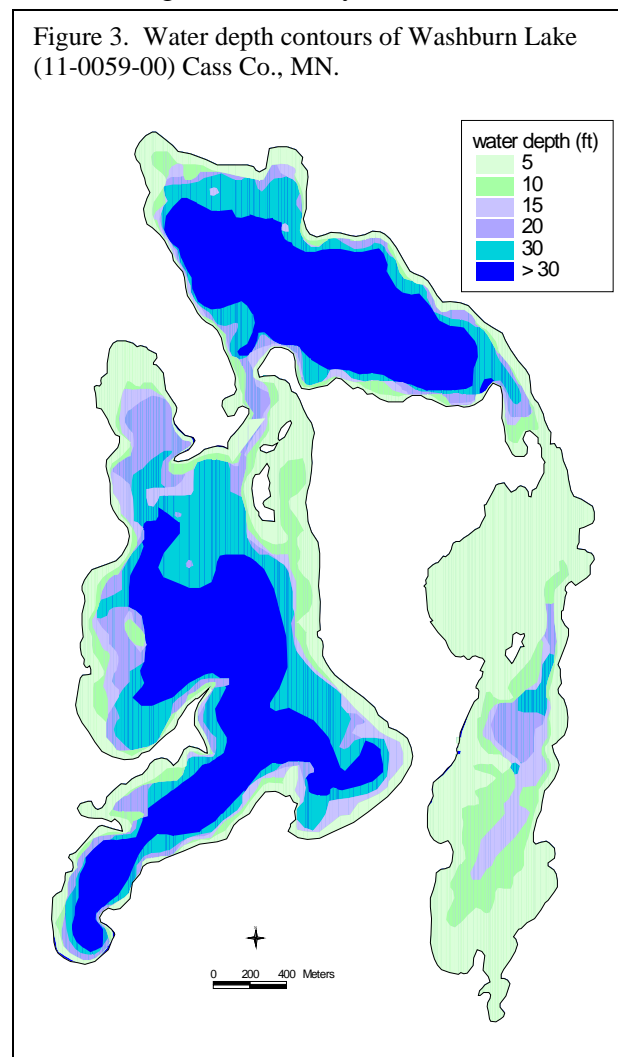 Figure 3. Water depth contours of Washburn Lake
(11-0059-00) Cass Co., MN.
water depth (ft)
5
10
15
20
30
> 30
0 200 400 Meters